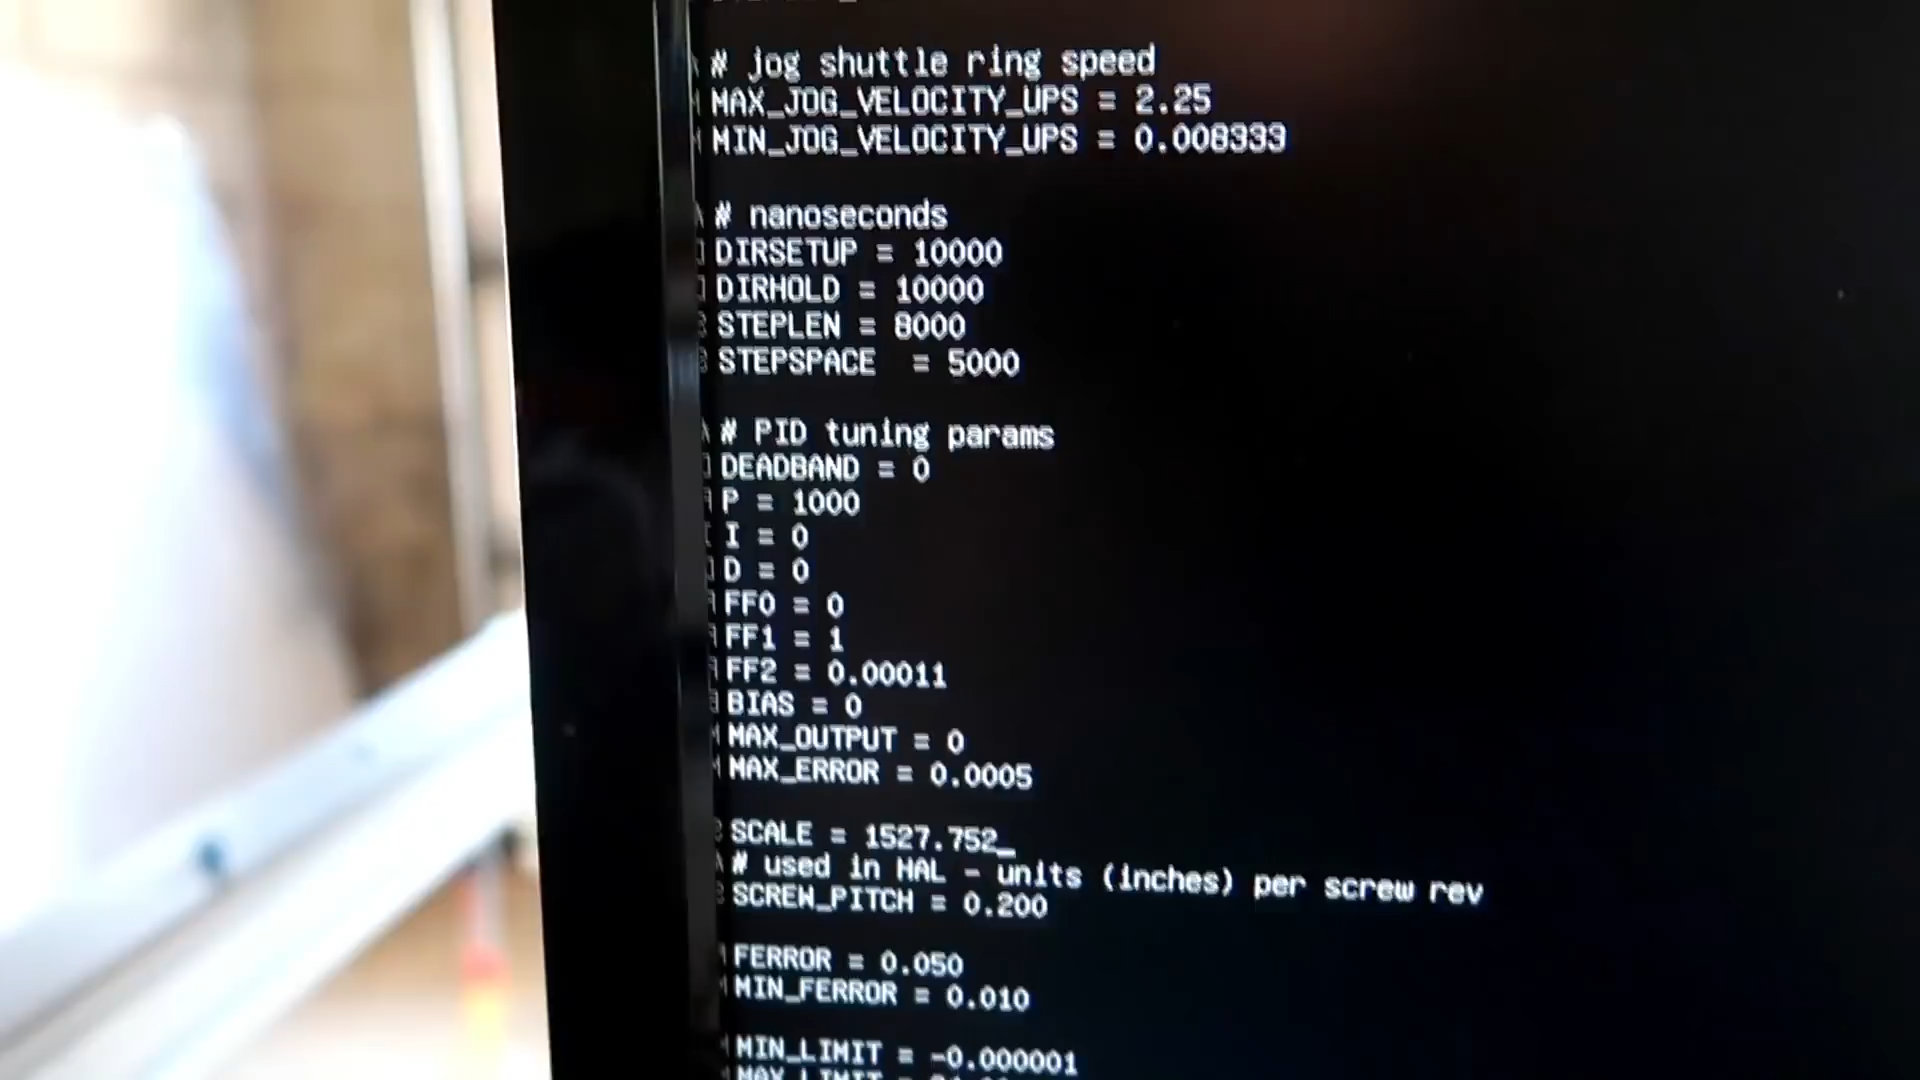 # jog shuttle ring speed
MAX_JOG_VELOCITY_UPS = 2.25
MIN_JOG_VELOCITY_UPS = 0.008333
# nanoseconds
DIRSETUP = 10000
DIRHOLD = 10000
STEPLEN = 8000
STEPSPACE  = 5000
# PID tuning params
DEADBAND = 0
P = 1000
I = 0
D = 0
FF0 = 0
FF1 = 1
FF2 = 0.00011
BIAS = 0
MAX_OUTPUT = 0
MAX_ERROR = 0.0005
SCALE = 1527.752_
# used in HAL - units (inches) per screw rev
SCREW_PITCH = 0.200
FERROR = 0.050
MIN_FERROR = 0.010
MIN_LIMIT = -0.000001
MAX_LIMIT =